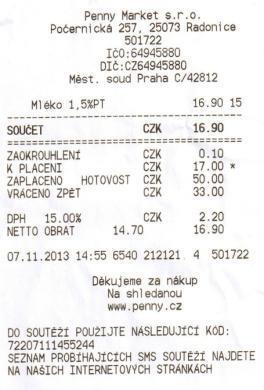 Penny Market s.r.o.
Počernická 257, 25073 Radonice
501722
IČO:64945880
DIČ:CZ64945880
Měst. soud Praha C/42812
Mléko 1,5%PT 16.90 15
SOUČET CZK 16.90
ZAOKROUHLENÍ CZK 0.10
K PLACENI CZK 17.00 *
ZAPLACENO HOTOVOST CZK 50.00
VRÁCENO ZPĚT CZK 33.00
DPH 15.00% CZK 2.20
NETTO OBRAT 14.70 16.90
07.11.2013 14:55 6540 212121 4 501722
Děkujeme za nákup
Na shledanou
www.penny.cz
DO SOUTĚŽÍ POUŽIJTE NÁSLEDUJÍCÍ KÓD:
72207111455244
SEZNAM PROBÍHAJÍCÍCH SMS SOUTĚŽÍ NAJDETE
NA NAŠICH INTERNETOVÝCH STRÁNKÁCH